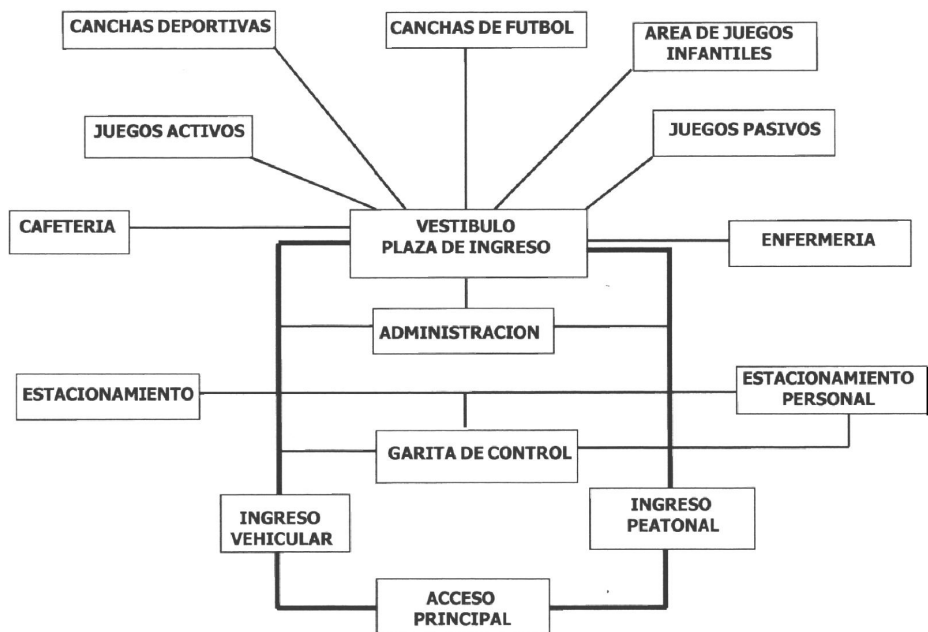 CANCHAS DEPORTIVAS
CANCHAS DE FUTBOL
AREA DE JUEGOS
INFANTILES
JUEGOS ACTIVOS
JUEGOS PASIVOS
CAFETERIA
VESTIBULO
PLAZA DE INGRESO
ENFERMERIA
ADMINISTRACION
ESTACIONAMIENTO
ESTACIONAMIENTO
PERSONAL
GARITA DE CONTROL
INGRESO
VEHICULAR
INGRESO
PEATONAL
ACCESO
PRINCIPAL